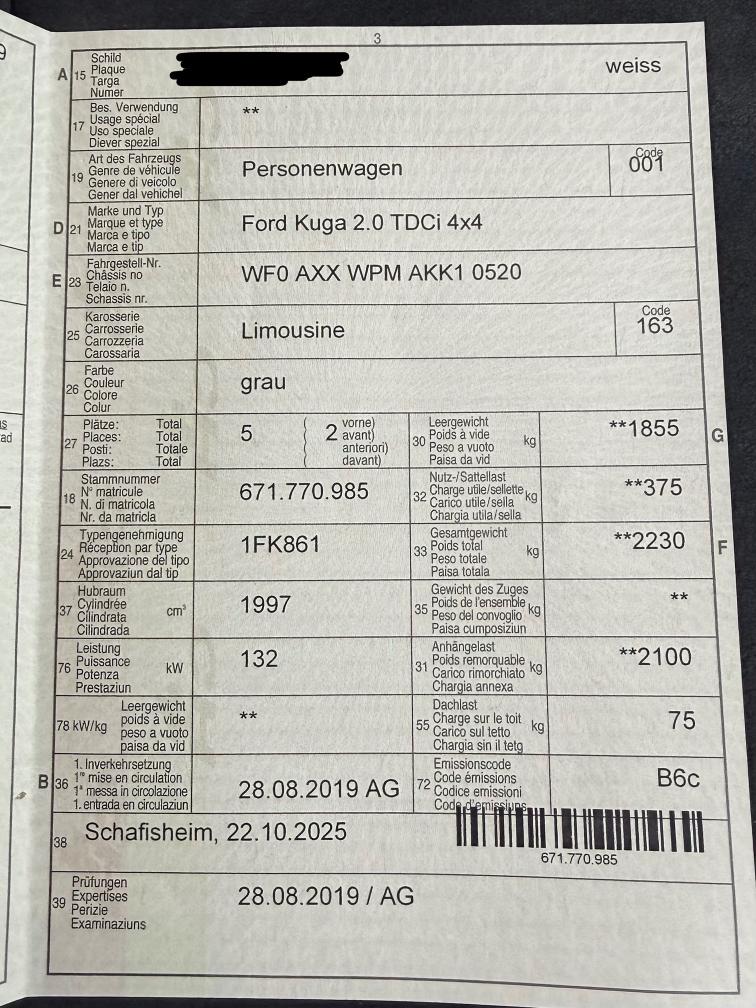 3
A 15 Schild
Plaque
Targa
Numer
weiss
17 Bes. Verwendung
Usage spécial
Uso speciale
Diever spezial
**
19 Art des Fahrzeugs
Genre de véhicule
Genere di veicolo
Gener dal vehichel
Personenwagen
Code
001
D 21 Marke und Typ
Marque et type
Marca e tipo
Marca e tip
Ford Kuga 2.0 TDCi 4x4
E 23 Fahrgestell-Nr.
Châssis no
Telaio n.
Schassis nr.
WF0 AXX WPM AKK1 0520
25 Karosserie
Carrosserie
Carrozzeria
Carossaria
Limousine
Code
163
26 Farbe
Couleur
Colore
Colur
grau
27 Plätze: Total
Places: Total
Posti: Totale
Plazs: Total
5 ( 2 vorne)
( avant)
( anteriori)
( davant)
30 Leergewicht
Poids à vide
Peso a vuoto
Paisa da vid
kg
**1855 G
18 Stammnummer
N° matricule
N. di matricola
Nr. da matricla
671.770.985
32 Nutz-/Sattellast
Charge utile/sellette
Carico utile/sella
Chargia utila/sella
kg
**375
24 Typengenehmigung
Réception par type
Approvazione del tipo
Approvaziun dal tip
1FK861
33 Gesamtgewicht
Poids total
Peso totale
Paisa totala
kg
**2230 F
37 Hubraum
Cylindrée
Cilindrata
Cilindrada
cm³
1997
35 Gewicht des Zuges
Poids de l'ensemble
Peso del convoglio
Paisa cumposiziun
kg
**
76 Leistung
Puissance
Potenza
Prestaziun
kW
132
31 Anhängelast
Poids remorquable
Carico rimorchiato
Chargia annexa
kg
**2100
78 kW/kg Leergewicht
poids à vide
peso a vuoto
paisa da vid
**
55 Dachlast
Charge sur le toit
Carico sul tetto
Chargia sin il tetg
kg
75
B 36 1. Inverkehrsetzung
1re mise en circulation
1a messa in circolazione
1. entrada en circulaziun
28.08.2019 AG
72 Emissionscode
Code émissions
Codice emissioni
Code d'emissiuns
B6c
38 Schafisheim, 22.10.2025
671.770.985
39 Prüfungen
Expertises
Perizie
Examinaziuns
28.08.2019 / AG